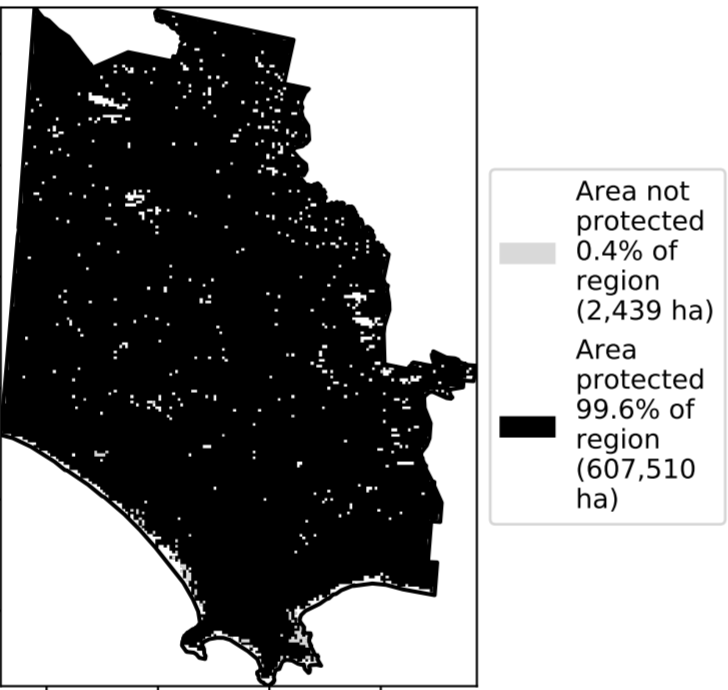 Area not
protected
0.4% of
region
(2,439 ha)
Area
protected
99.6% of
region
(607,510
ha)